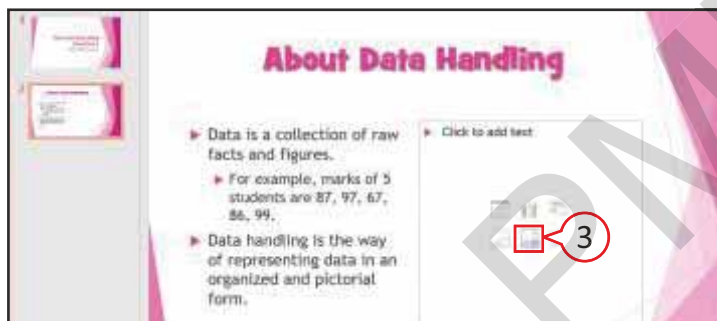 1
2
About Data Handling
▶ Data is a collection of raw
facts and figures.
▶ For example, marks of 5
students are 87, 97, 67,
86, 99.
▶ Data handling is the way
of representing data in an
organized and pictorial
form.
▶ Click to add text
3